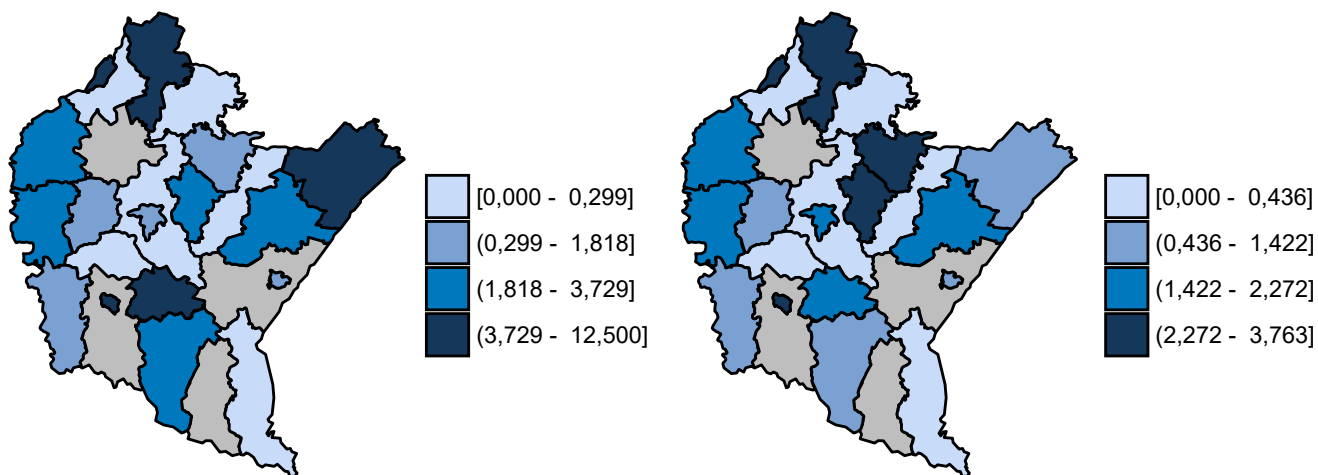 [0,000 - 0,299]
(0,299 - 1,818]
(1,818 - 3,729]
(3,729 - 12,500]
[0,000 - 0,436]
(0,436 - 1,422]
(1,422 - 2,272]
(2,272 - 3,763]